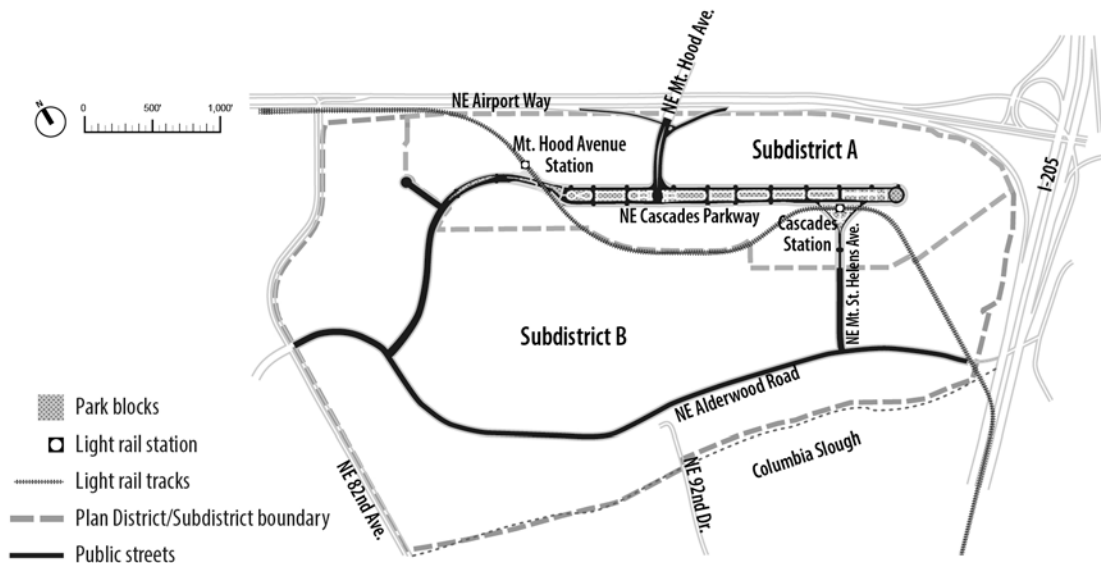 NE Mt. Hood Ave.
N
0 500' 1,000'
NE Airport Way
Mt. Hood Avenue
Station
Subdistrict A
I-205
NE Cascades Parkway
Cascades
Station
NE Mt. St. Helens Ave.
Subdistrict B
NE Alderwood Road
Columbia Slough
NE 82nd Ave.
NE 92nd Dr.
Park blocks
Light rail station
Light rail tracks
Plan District/Subdistrict boundary
Public streets